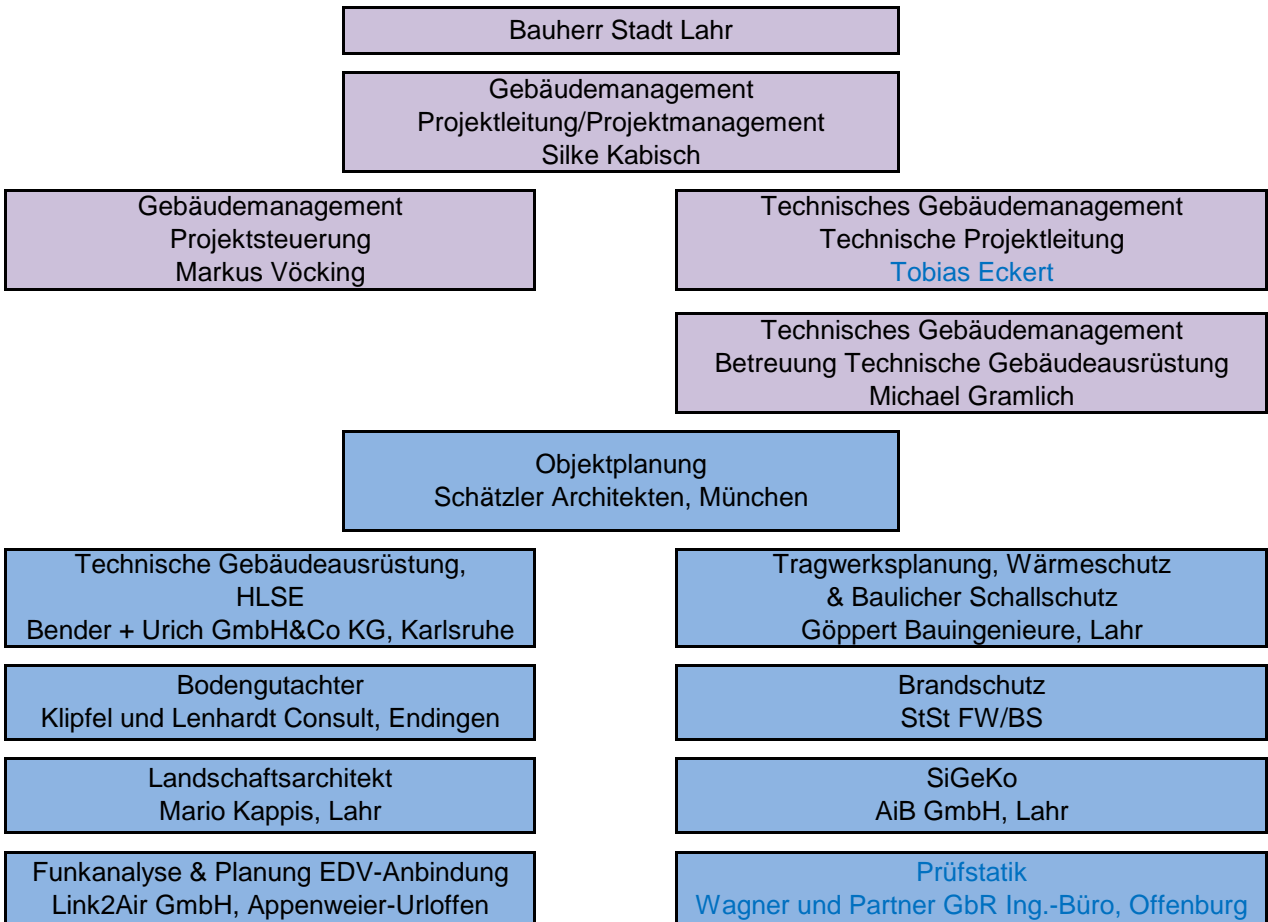 Bauherr Stadt Lahr
Gebäudemanagement
Projektleitung/Projektmanagement
Silke Kabisch
Gebäudemanagement
Projektsteuerung
Markus Vöcking
Technisches Gebäudemanagement
Technische Projektleitung
Tobias Eckert
Technisches Gebäudemanagement
Betreuung Technische Gebäudeausrüstung
Michael Gramlich
Objektplanung
Schätzler Architekten, München
Technische Gebäudeausrüstung,
HLSE
Bender + Urich GmbH&Co KG, Karlsruhe
Tragwerksplanung, Wärmeschutz
& Baulicher Schallschutz
Göppert Bauingenieure, Lahr
Bodengutachter
Klipfel und Lenhardt Consult, Endingen
Brandschutz
StSt FW/BS
Landschaftsarchitekt
Mario Kappis, Lahr
SiGeKo
AiB GmbH, Lahr
Funkanalyse & Planung EDV-Anbindung
Link2Air GmbH, Appenweier-Urloffen
Prüfstatik
Wagner und Partner GbR Ing.-Büro, Offenburg